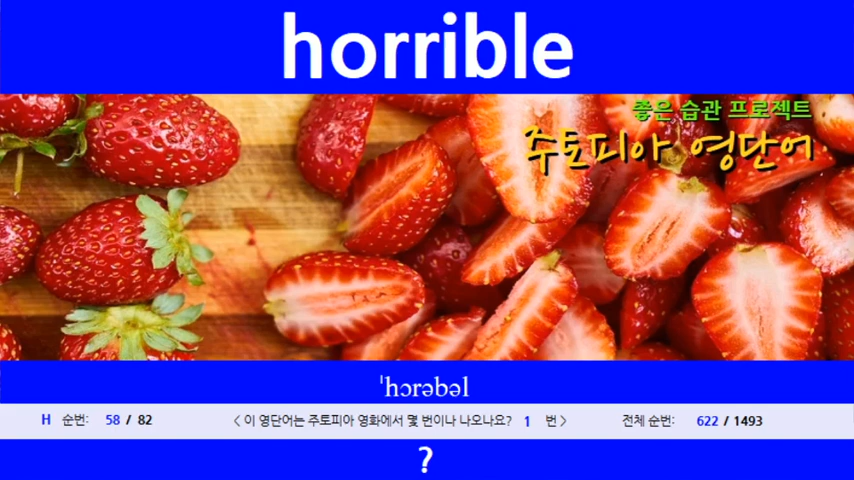 horrible
좋은 습관 프로젝트
주토피아 영단어
ˈhɔrəbəl
H 순번: 58 / 82 < 이 영단어는 주토피아 영화에서 몇 번이나 나오나요? 1 번 > 전체 순번: 622 / 1493
?